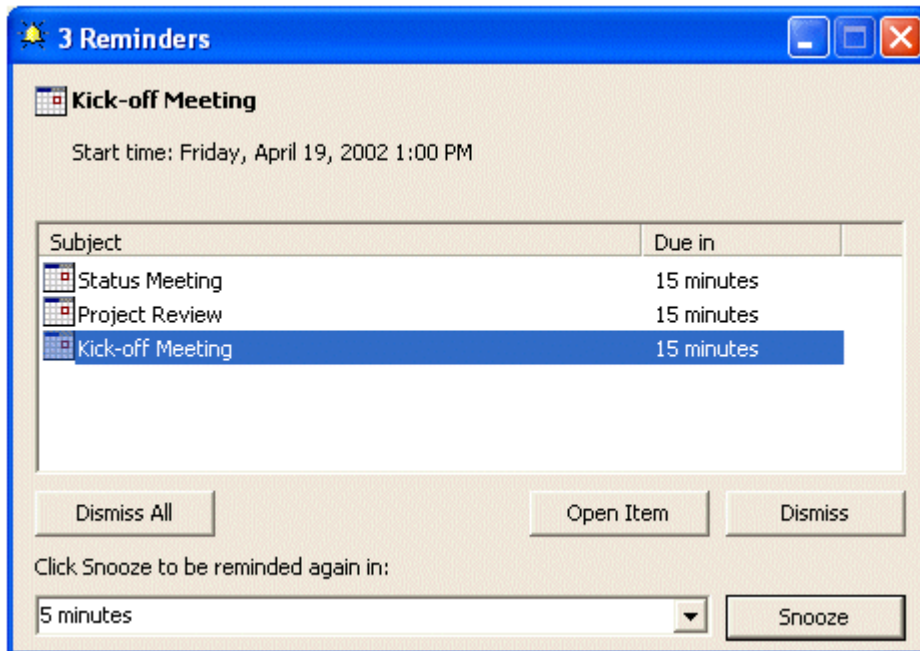 3 Reminders
Kick-off Meeting
Start time: Friday, April 19, 2002 1:00 PM
Subject Due in
Status Meeting 15 minutes
Project Review 15 minutes
Kick-off Meeting 15 minutes
Dismiss All Open Item Dismiss
Click Snooze to be reminded again in:
5 minutes Snooze